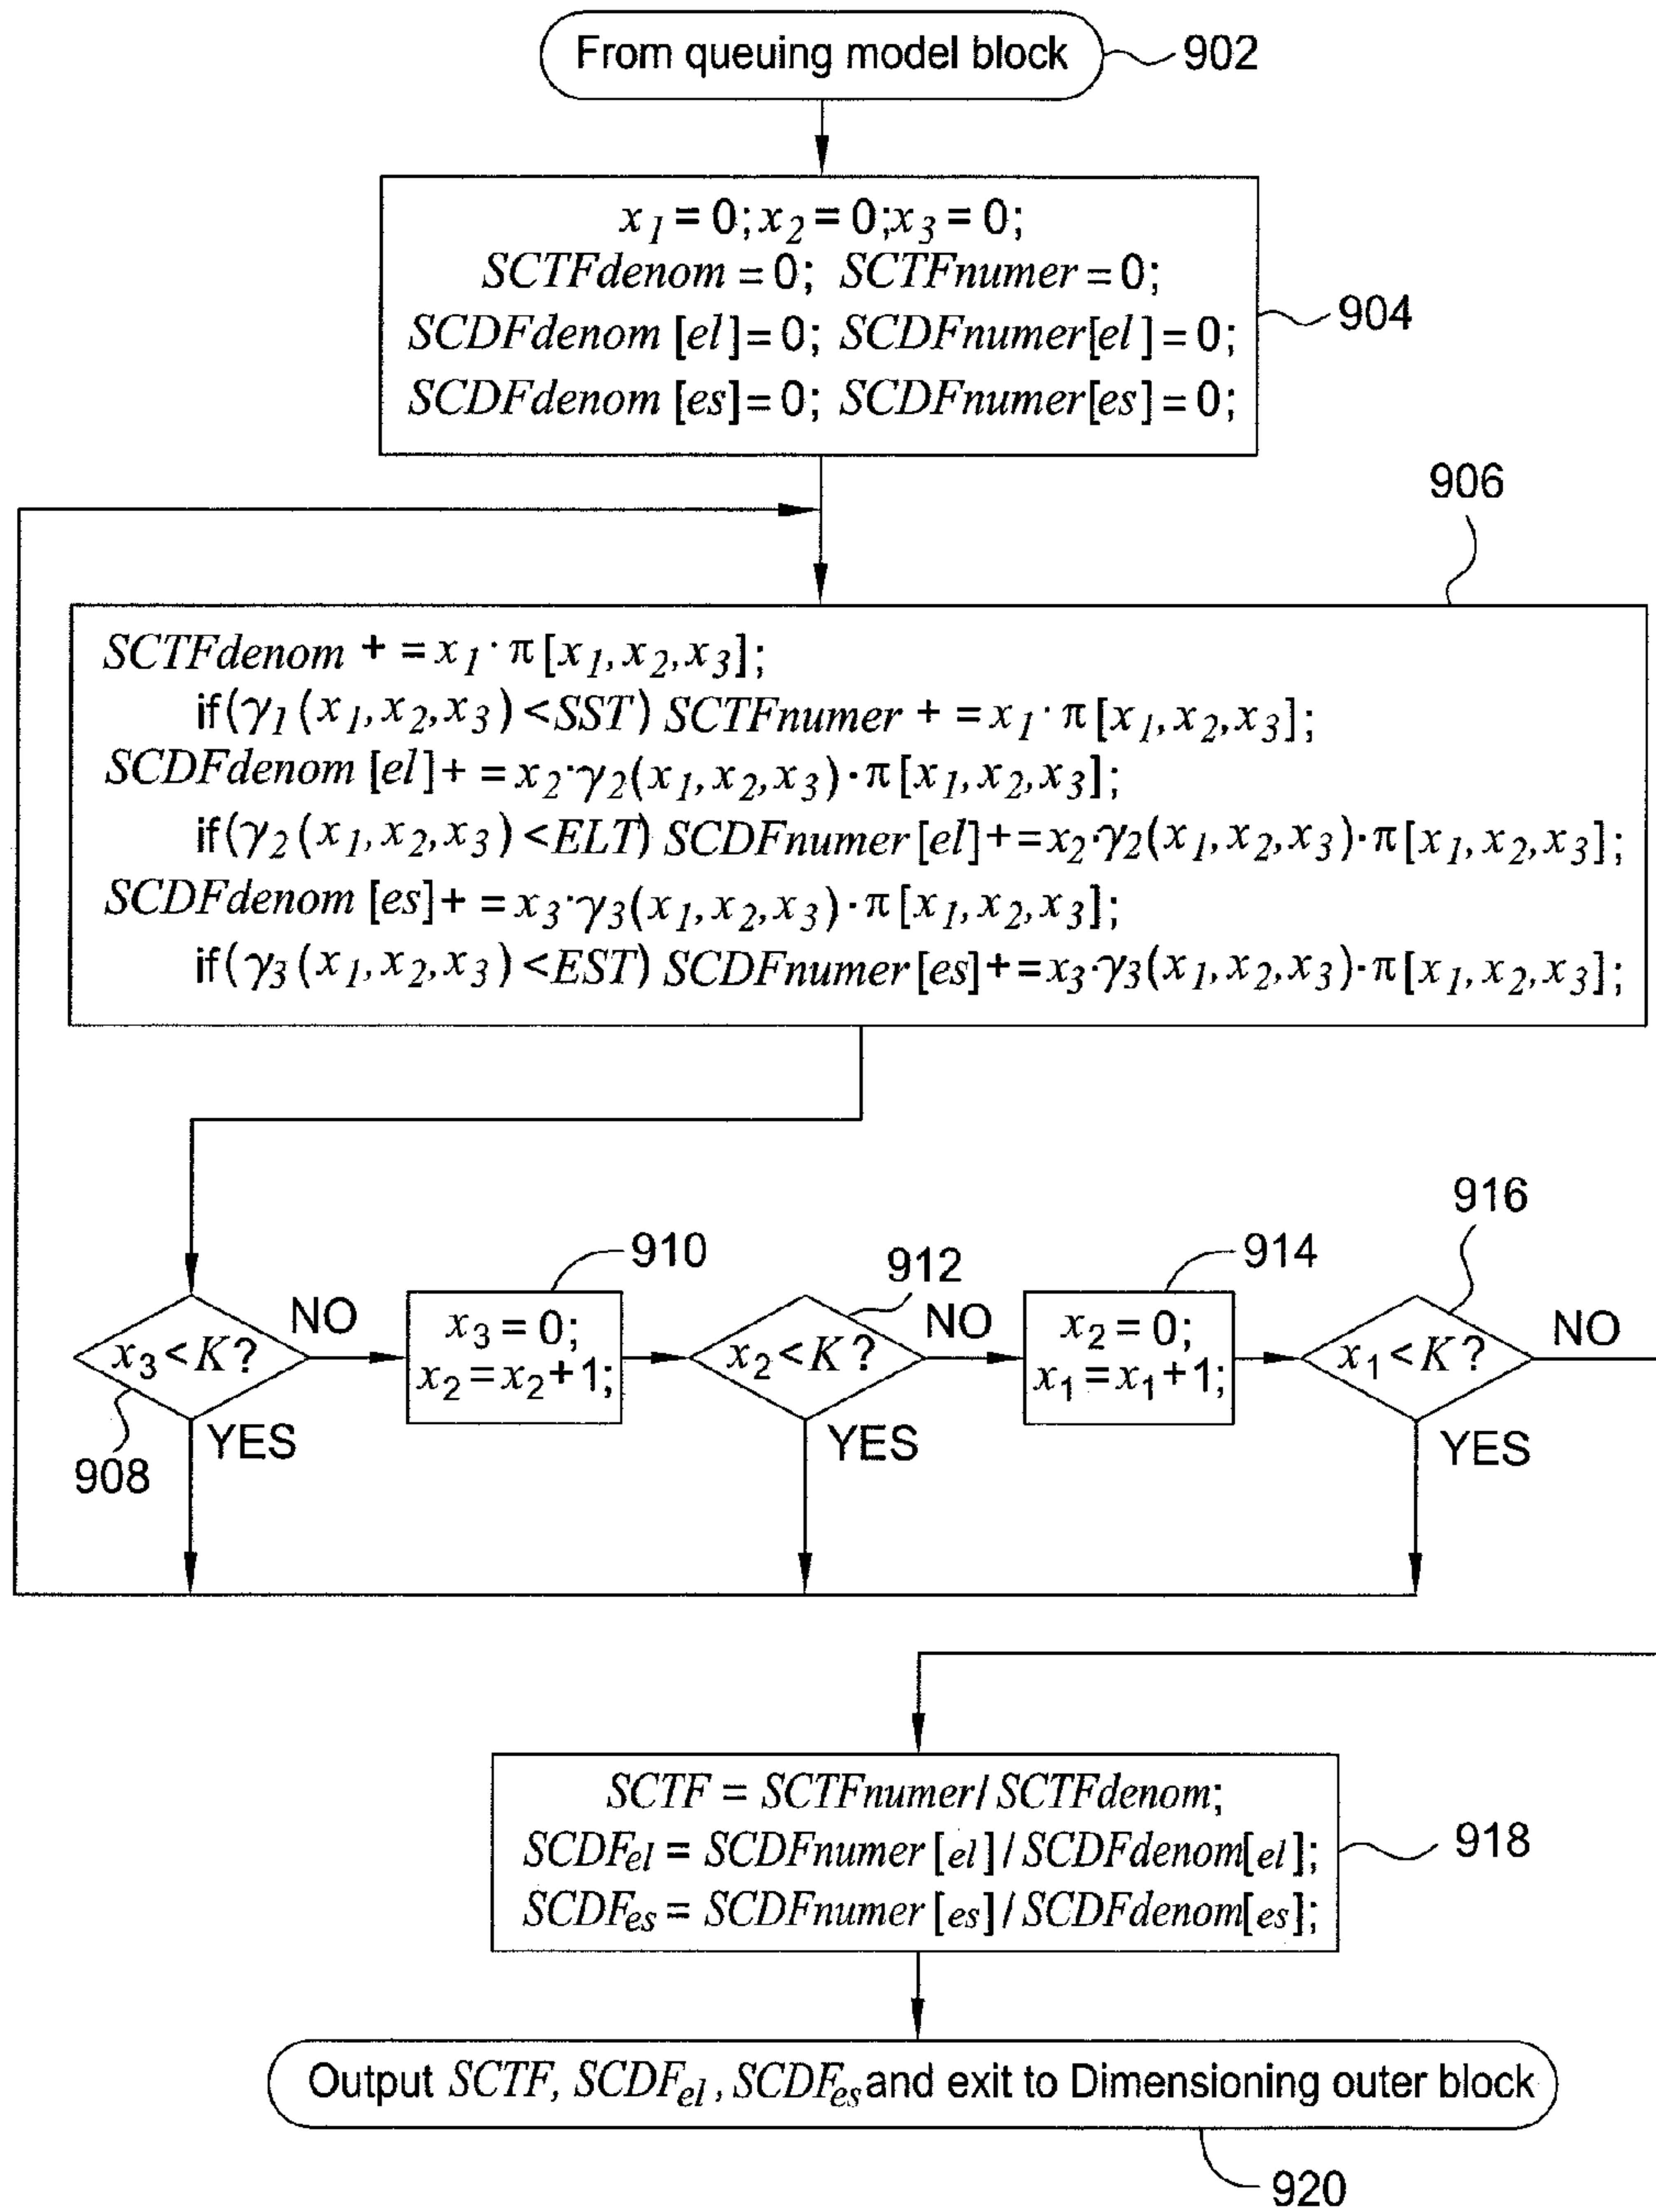 From queuing model block
902
x1 = 0; x2 = 0; x3 = 0;
SCTFdenom = 0; SCTFnumer = 0;
SCDFdenom [el] = 0; SCDFnumer[el] = 0;
SCDFdenom [es] = 0; SCDFnumer[es] = 0;
904
906
SCTFdenom + = x1 · π[x1, x2, x3];
if(γ1 (x1, x2, x3) < SST) SCTFnumer + = x1 · π[x1, x2, x3];
SCDFdenom [el] + = x2·γ2(x1, x2, x3)·π[x1, x2, x3];
if(γ2 (x1, x2, x3) < ELT) SCDFnumer [el] + = x2·γ2(x1, x2, x3)·π[x1, x2, x3];
SCDFdenom [es] + = x3·γ3(x1, x2, x3)·π[x1, x2, x3];
if(γ3 (x1, x2, x3) < EST) SCDFnumer [es] + = x3·γ3(x1, x2, x3)·π[x1, x2, x3];
x3 < K?
NO
YES
908
910
x3 = 0;
x2 = x2+1;
912
x2 < K?
NO
YES
914
x2 = 0;
x1 = x1+1;
916
x1 < K?
NO
YES
SCTF = SCTFnumer/ SCTFdenom;
SCDFel = SCDFnumer [el] / SCDFdenom[el];
SCDFes = SCDFnumer [es] / SCDFdenom[es];
918
Output SCTF, SCDFel, SCDFes and exit to Dimensioning outer block
920